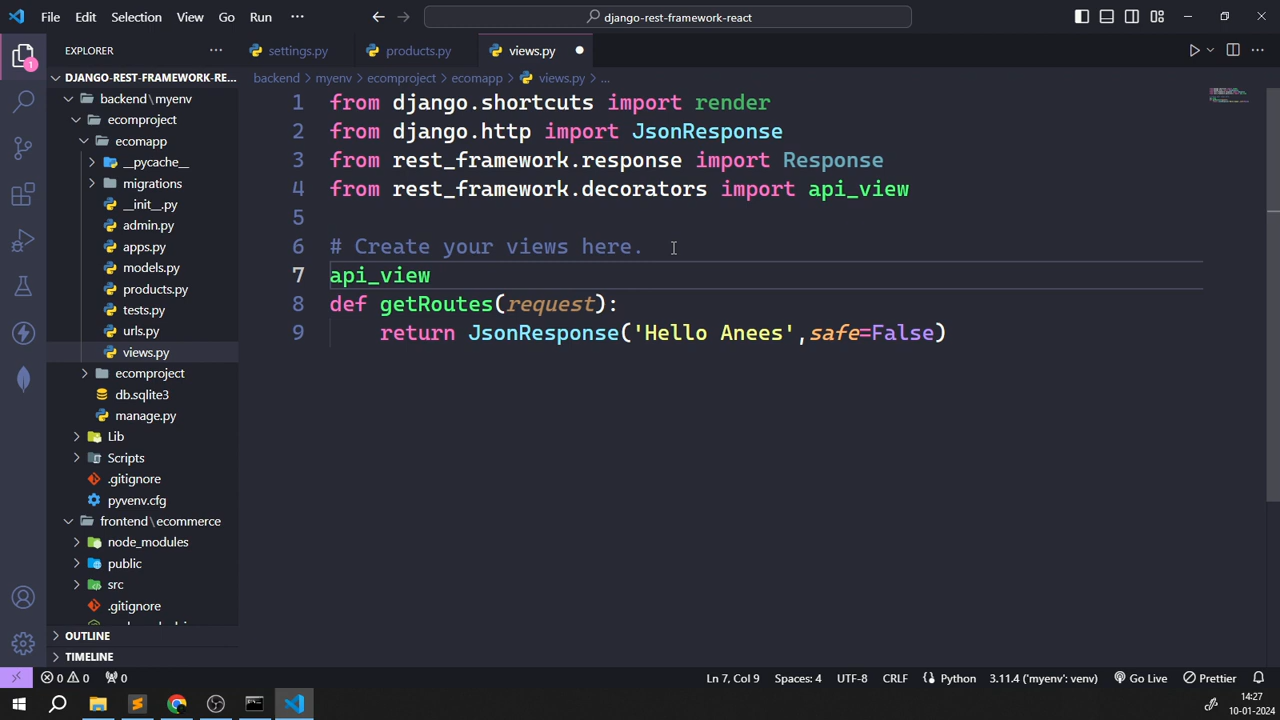 File Edit Selection View Go Run ··· django-rest-framework-react
EXPLORER ··· settings.py products.py views.py
DJANGO-REST-FRAMEWORK-RE...
backend > myenv > ecomproject > ecomapp > views.py > ...
backend\myenv
ecomproject
ecomapp
__pycache__
migrations
__init__.py
admin.py
apps.py
models.py
products.py
tests.py
urls.py
views.py
ecomproject
db.sqlite3
manage.py
Lib
Scripts
.gitignore
pyvenv.cfg
frontend\ecommerce
node_modules
public
src
.gitignore
OUTLINE
TIMELINE
1
1 from django.shortcuts import render
2 from django.http import JsonResponse
3 from rest_framework.response import Response
4 from rest_framework.decorators import api_view
5
6 # Create your views here.
7 api_view
8 def getRoutes(request):
9 return JsonResponse('Hello Anees',safe=False)
0 0 0 Ln 7, Col 9 Spaces: 4 UTF-8 CRLF Python 3.11.4 ('myenv': venv) Go Live Prettier
14:27
10-01-2024